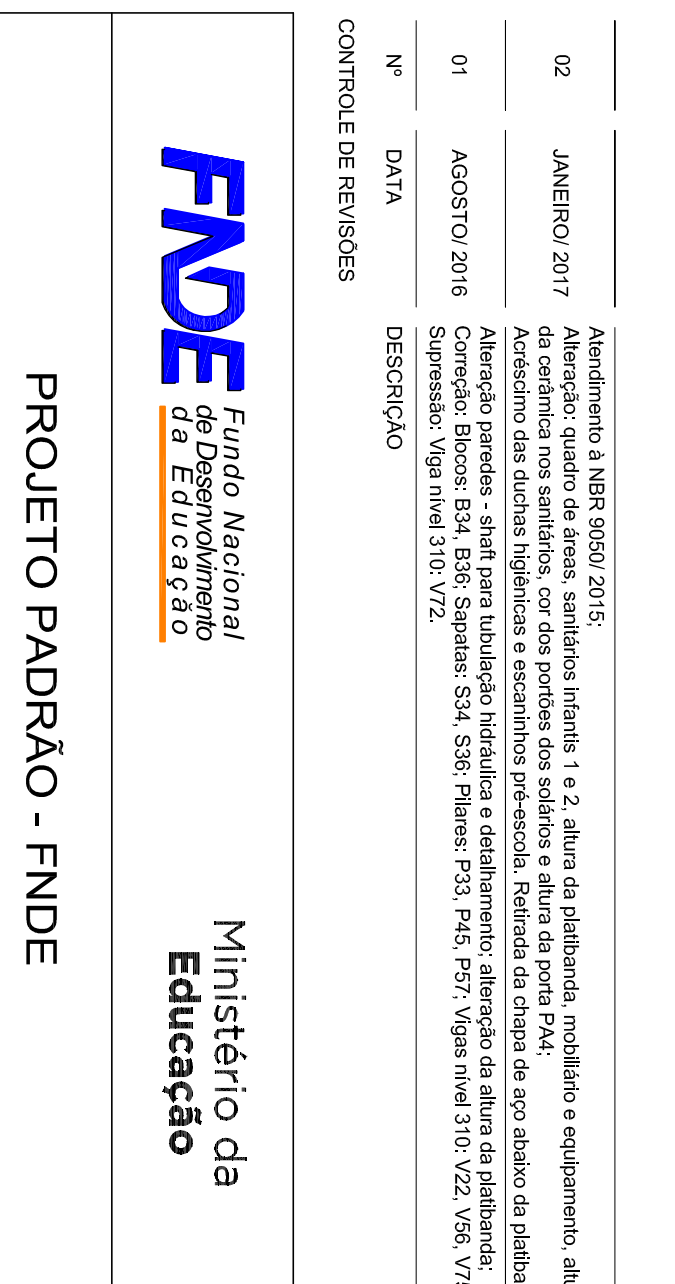 02 JANEIRO/ 2017 Atendimento à NBR 9050/ 2015;
Alteração: quadro de áreas, sanitários infantis 1 e 2, altura da platibanda, mobiliário e equipamento,
da cerâmica nos sanitários, cor dos portões dos solários e altura da porta PA4;
Acréscimo das duchas higiênicas e escaninhos pré-escola. Retirada da chapa de aço abaixo da
01 AGOSTO/ 2016 Alteração paredes - shaft para tubulação hidráulica e detalhamento; alteração da altura da platibanda;
Correção: Blocos: B34, B36; Sapatas: S34, S36; Pilares: P33, P45, P57; Vigas nível 310: V22, V56,
Supressão: Viga nível 310: V72.
Nº DATA DESCRIÇÃO
CONTROLE DE REVISÕES
FNDE
Fundo Nacional
de Desenvolvimento
da Educação
Ministério da
Educação
PROJETO PADRÃO - FNDE